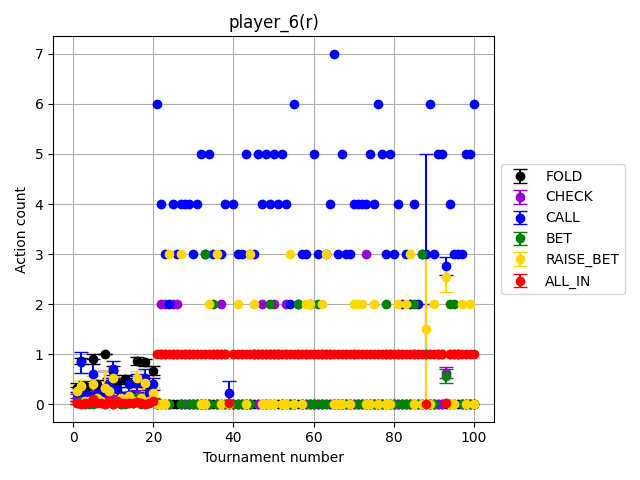 player_6(r)
7
6
5
4
3
2
1
0
Action count
0 20 40 60 80 100
Tournament number
FOLD
CHECK
CALL
BET
RAISE_BET
ALL_IN